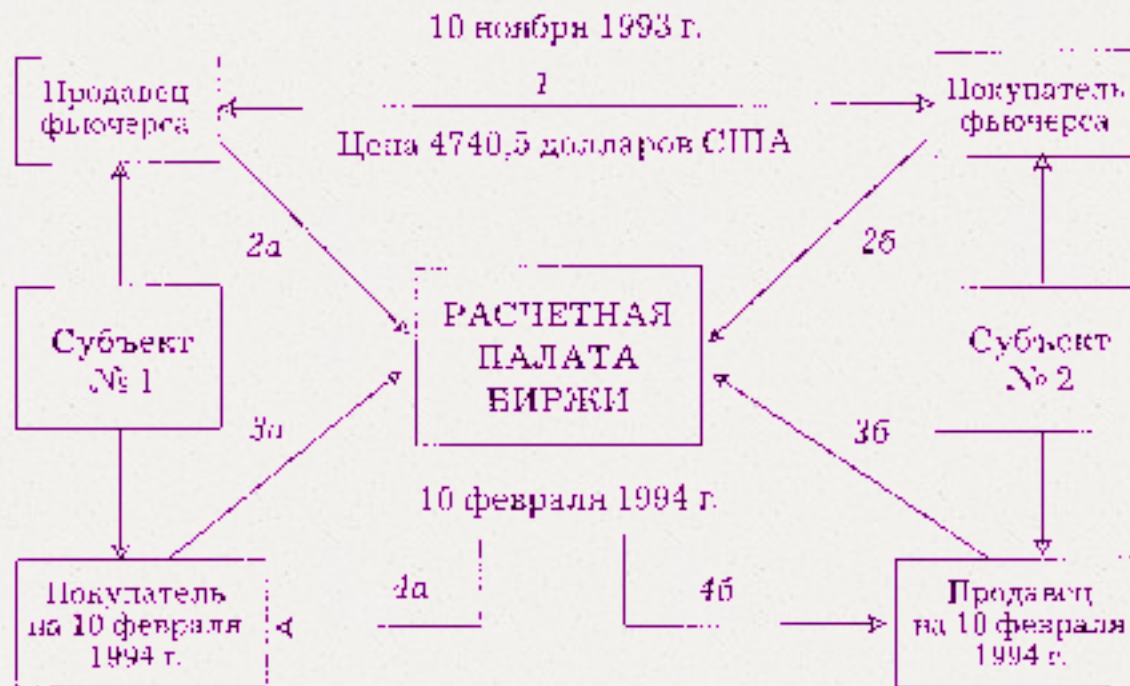 10 ноября 1993 г.
Продавец
фьючерса
1
Покупатель
фьючерса
Цена 4740,5 долларов США
2а
2б
Субъект
№ 1
РАСЧЕТНАЯ
ПАЛАТА
БИРЖИ
Субъект
№ 2
3а
3б
10 февраля 1994 г.
4а
4б
Покупатель
на 10 февраля
1994 г.
Продавец
на 10 февраля
1994 г.